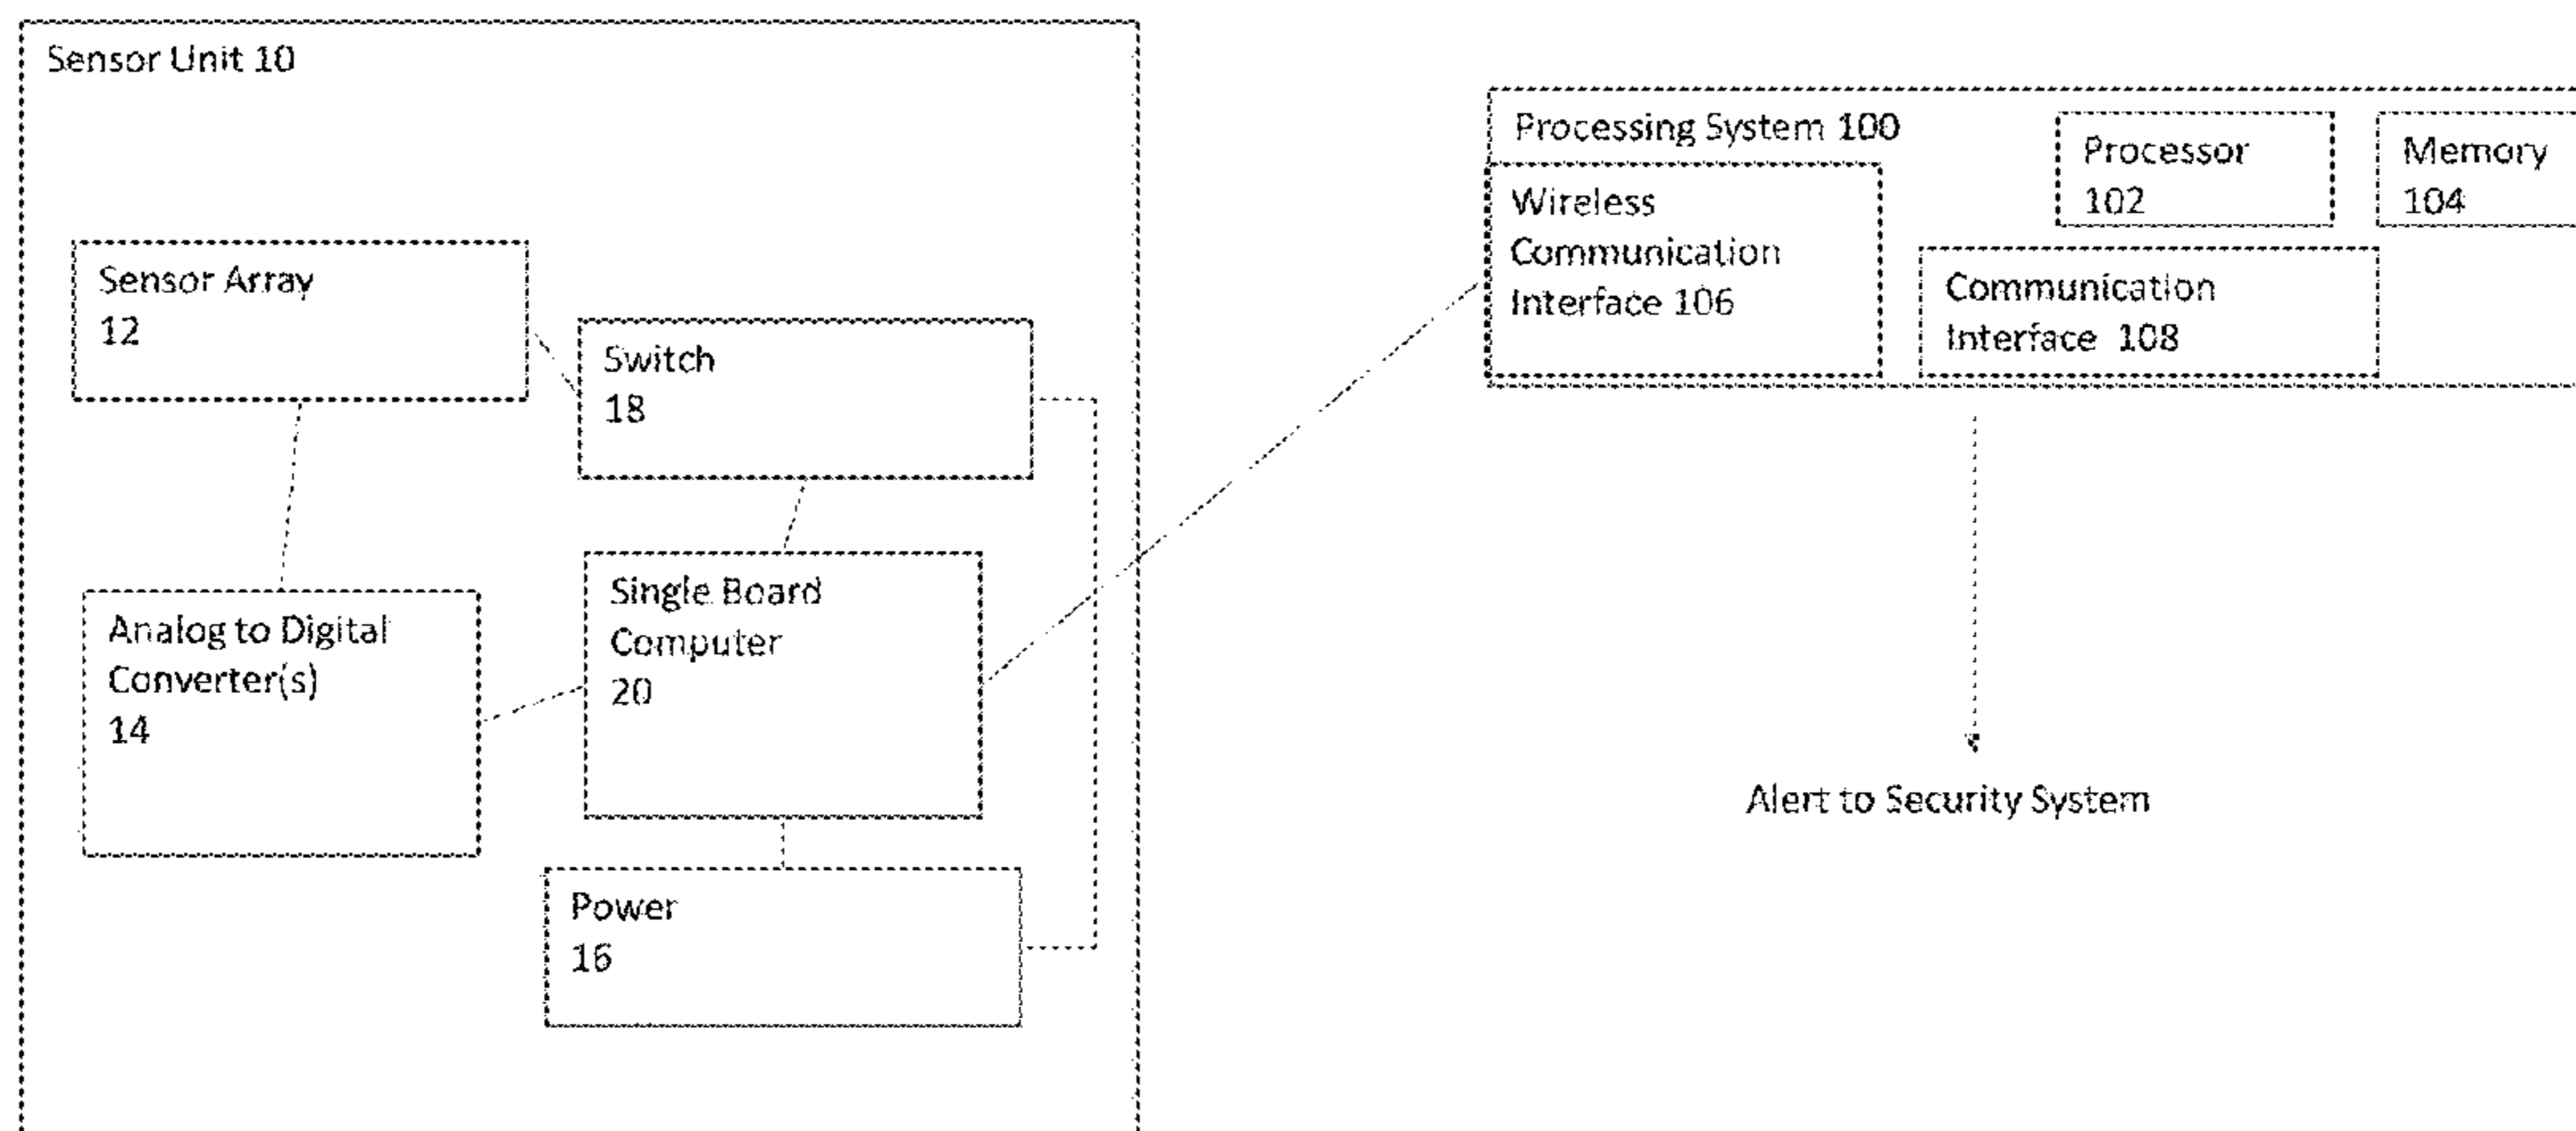 Sensor Unit 10
Sensor Array
12
Switch
18
Analog to Digital
Converter(s)
14
Single Board
Computer
20
Power
16
Processing System 100
Processor
102
Memory
104
Wireless
Communication
Interface 106
Communication
Interface 108
Alert to Security System